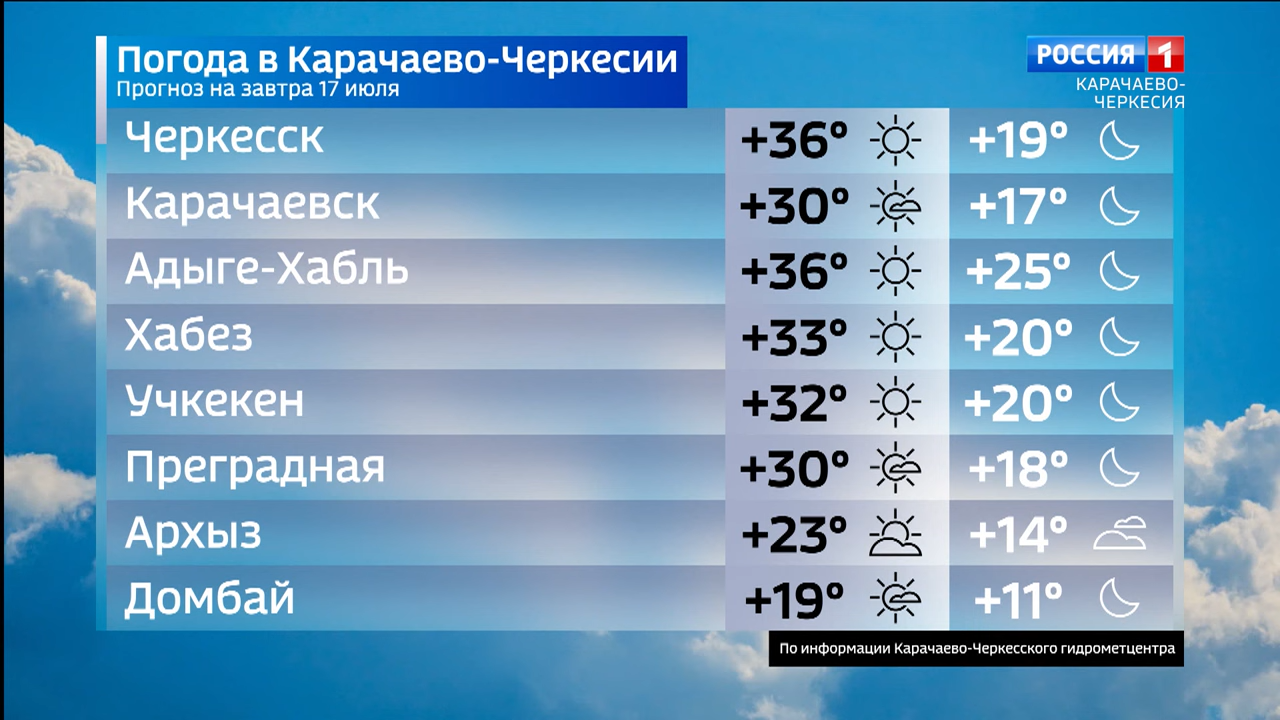 Погода в Карачаево-Черкесии
Прогноз на завтра 17 июля
РОССИЯ 1
КАРАЧАЕВО-
ЧЕРКЕСИЯ
Черкесск +36° +19°
Карачаевск +30° +17°
Адыге-Хабль +36° +25°
Хабез +33° +20°
Учкекен +32° +20°
Преградная +30° +18°
Архыз +23° +14°
Домбай +19° +11°
По информации Карачаево-Черкесского гидрометцентра